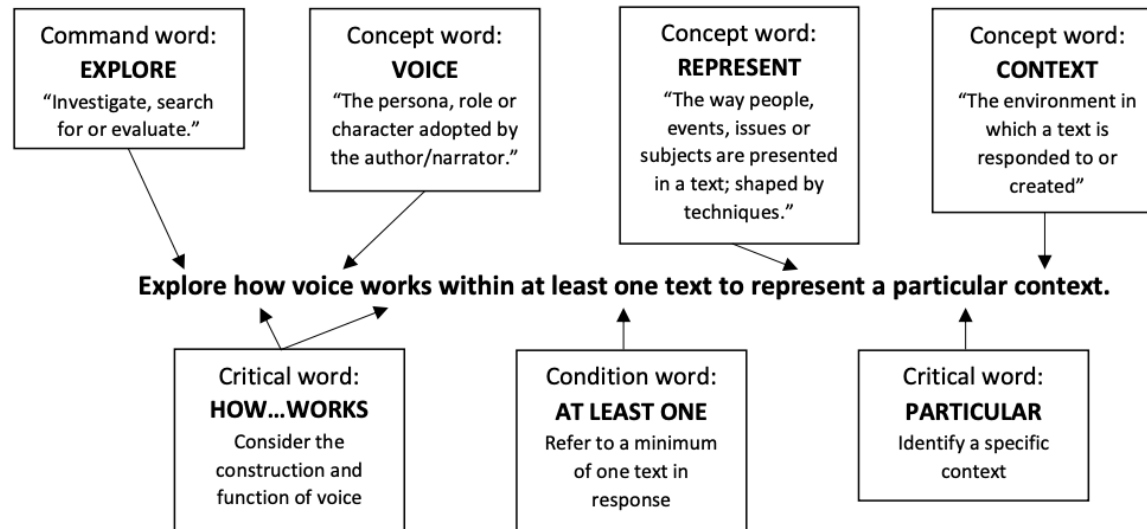 Command word:
EXPLORE
“Investigate, search
for or evaluate.”
Concept word:
VOICE
“The persona, role or
character adopted by
the author/narrator.”
Concept word:
REPRESENT
“The way people,
events, issues or
subjects are presented
in a text; shaped by
techniques.”
Concept word:
CONTEXT
“The environment in
which a text is
responded to or
created”
Explore how voice works within at least one text to represent a particular context.
Critical word:
HOW…WORKS
Consider the
construction and
function of voice
Condition word:
AT LEAST ONE
Refer to a minimum
of one text in
response
Critical word:
PARTICULAR
Identify a specific
context